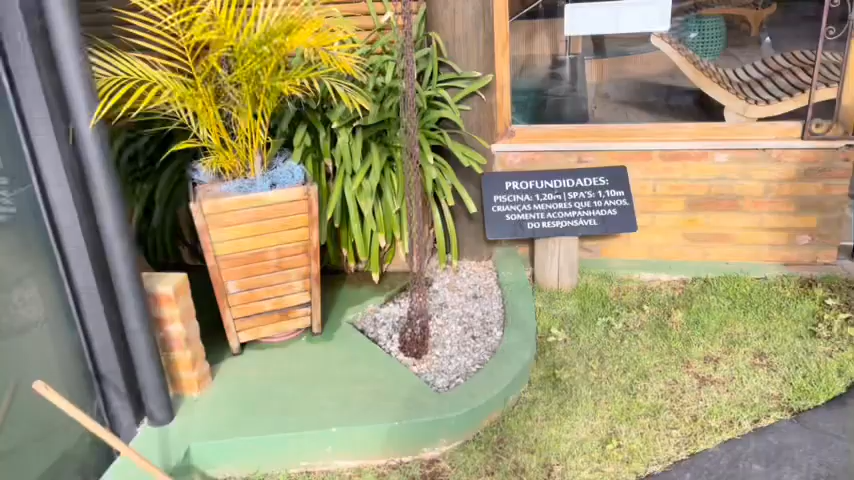 PROFUNDIDADES:
PISCINA: 1,20m | SPA'S: 1,10m
CRIANÇAS MENORES QUE 10 ANOS,
SOMENTE ACOMPANHADAS
DO RESPONSÁVEL